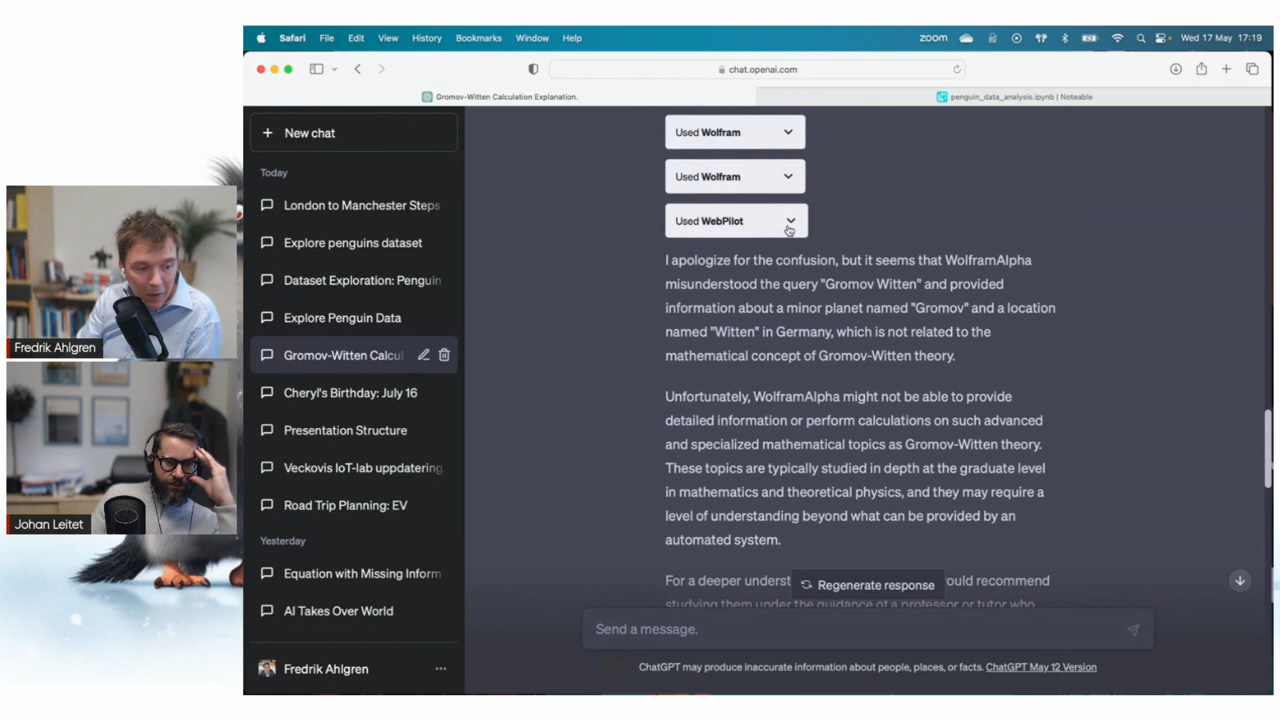 Safari File Edit View History Bookmarks Window Help
zoom
Wed 17 May 17:19
chat.openai.com
Gromov-Witten Calculation Explanation.
penguin_data_analysis.ipynb | Noteable
New chat
Today
London to Manchester Steps
Explore penguins dataset
Dataset Exploration: Penguin
Explore Penguin Data
Gromov-Witten Calcul
Cheryl's Birthday: July 16
Presentation Structure
Veckovis IoT-lab uppdatering
Road Trip Planning: EV
Yesterday
Equation with Missing Inform
AI Takes Over World
Fredrik Ahlgren
Used Wolfram
Used Wolfram
Used WebPilot
I apologize for the confusion, but it seems that WolframAlpha
misunderstood the query "Gromov Witten" and provided
information about a minor planet named "Gromov" and a location
named "Witten" in Germany, which is not related to the
mathematical concept of Gromov-Witten theory.
Unfortunately, WolframAlpha might not be able to provide
detailed information or perform calculations on such advanced
and specialized mathematical topics as Gromov-Witten theory.
These topics are typically studied in depth at the graduate level
in mathematics and theoretical physics, and they may require a
level of understanding beyond what can be provided by an
automated system.
For a deeper underst ould recommend
studying them under the guidance of a professor or tutor who
Regenerate response
Send a message.
ChatGPT may produce inaccurate information about people, places, or facts. ChatGPT May 12 Version
Fredrik Ahlgren
Johan Leitet